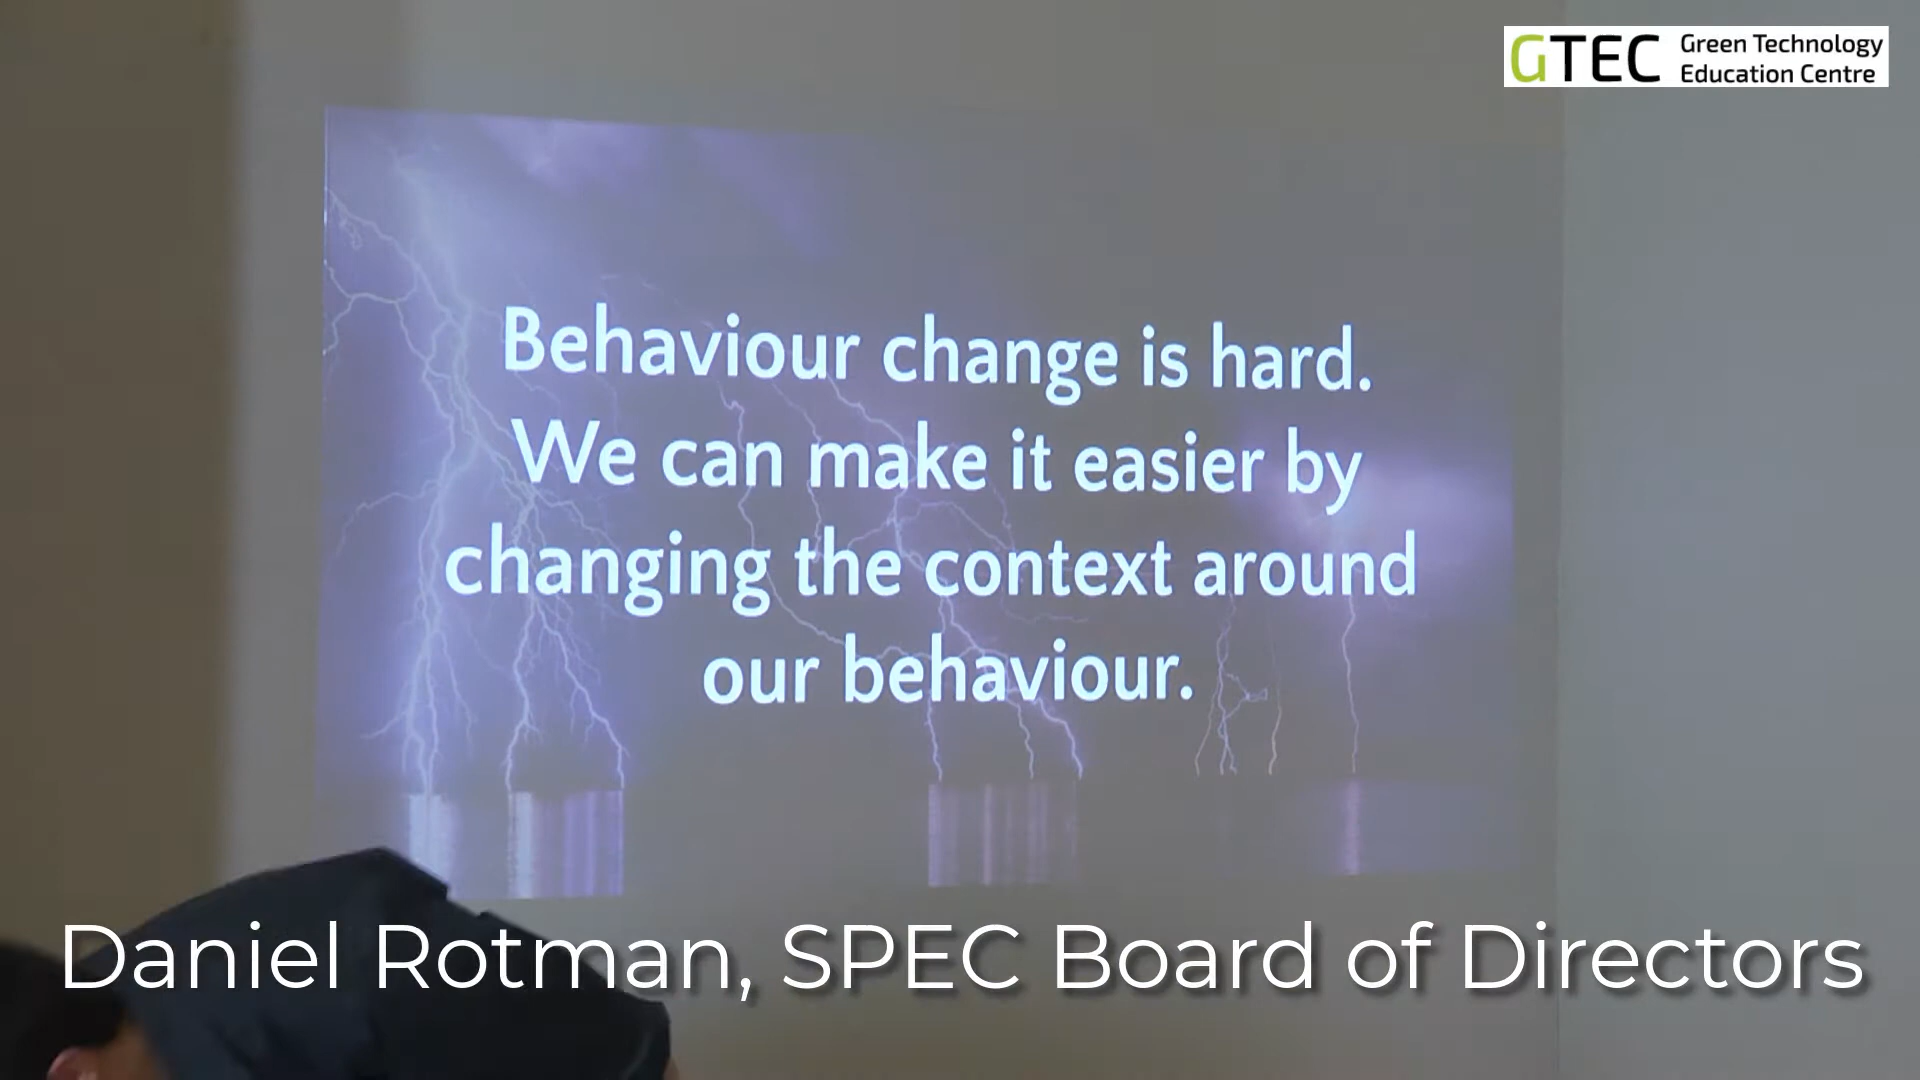 GTEC Green Technology
Education Centre
Behaviour change is hard.
We can make it easier by
changing the context around
our behaviour.
Daniel Rotman, SPEC Board of Directors